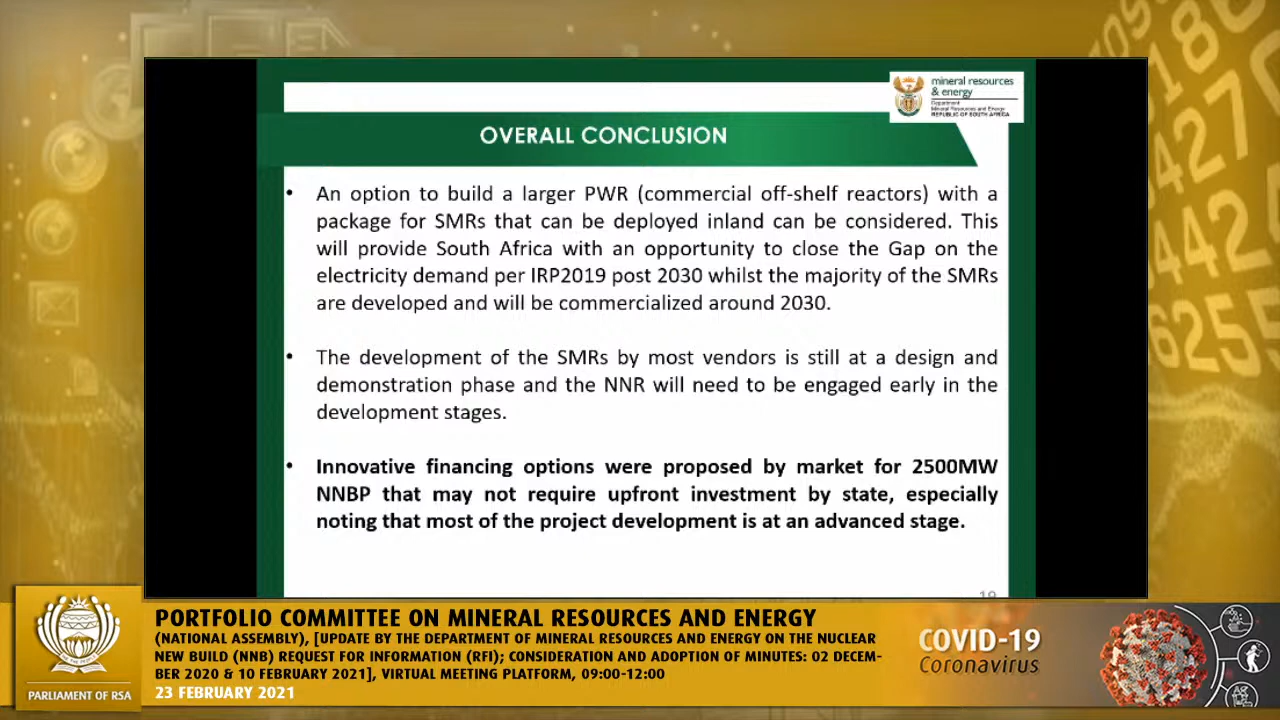 mineral resources
& energy
Department:
Mineral Resources and Energy
REPUBLIC OF SOUTH AFRICA
OVERALL CONCLUSION
• An option to build a larger PWR (commercial off-shelf reactors) with a
package for SMRs that can be deployed inland can be considered. This
will provide South Africa with an opportunity to close the Gap on the
electricity demand per IRP2019 post 2030 whilst the majority of the SMRs
are developed and will be commercialized around 2030.
• The development of the SMRs by most vendors is still at a design and
demonstration phase and the NNR will need to be engaged early in the
development stages.
• Innovative financing options were proposed by market for 2500MW
NNBP that may not require upfront investment by state, especially
noting that most of the project development is at an advanced stage.
PORTFOLIO COMMITTEE ON MINERAL RESOURCES AND ENERGY
(NATIONAL ASSEMBLY), [UPDATE BY THE DEPARTMENT OF MINERAL RESOURCES AND ENERGY ON THE NUCLEAR
NEW BUILD (NNB) REQUEST FOR INFORMATION (RFI); CONSIDERATION AND ADOPTION OF MINUTES: 02 DECEM-
BER 2020 & 10 FEBRUARY 2021], VIRTUAL MEETING PLATFORM, 09:00-12:00
23 FEBRUARY 2021
PARLIAMENT OF RSA
COVID-19
Coronavirus